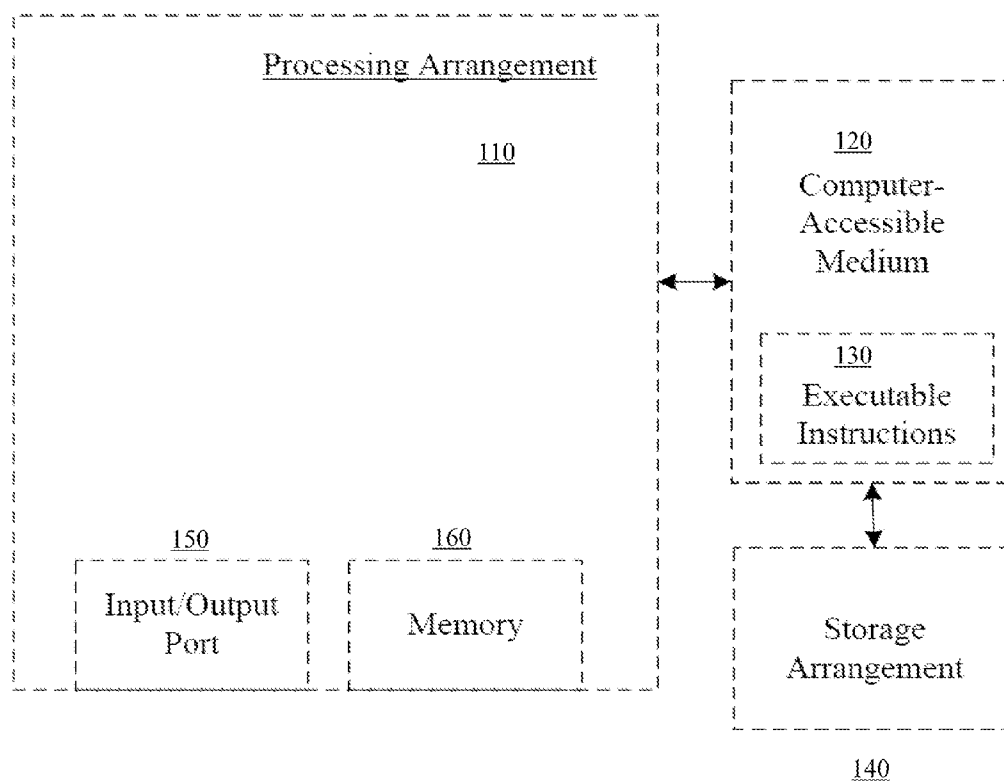 Processing Arrangement
110
150
Input/Output
Port
160
Memory
120
Computer-
Accessible
Medium
130
Executable
Instructions
Storage
Arrangement
140